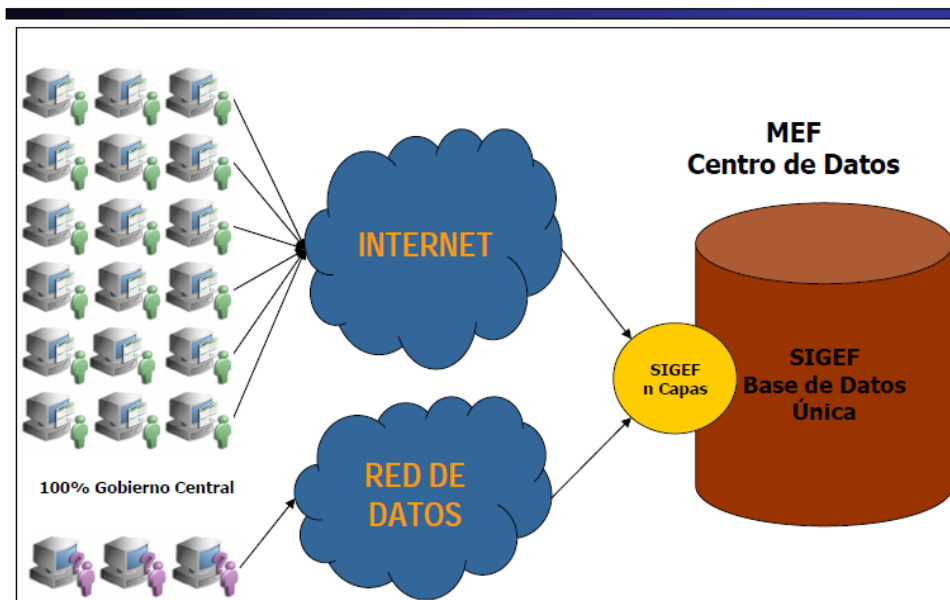 MEF
Centro de Datos
INTERNET
SIGEF
n Capas
SIGEF
Base de Datos
Única
100% Gobierno Central
RED DE
DATOS